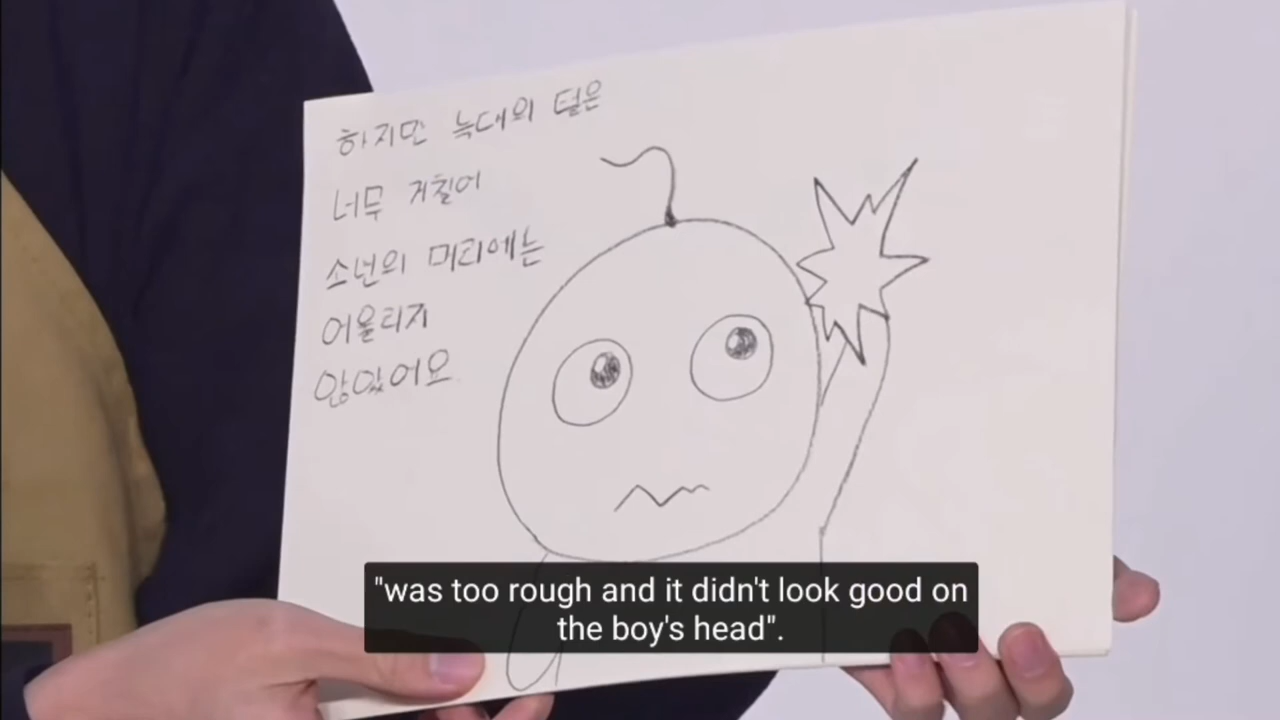 하지만 늑대의 털은
너무 거칠어
소년의 머리에는
어울리지
않았어요
"was too rough and it didn't look good on
the boy's head".